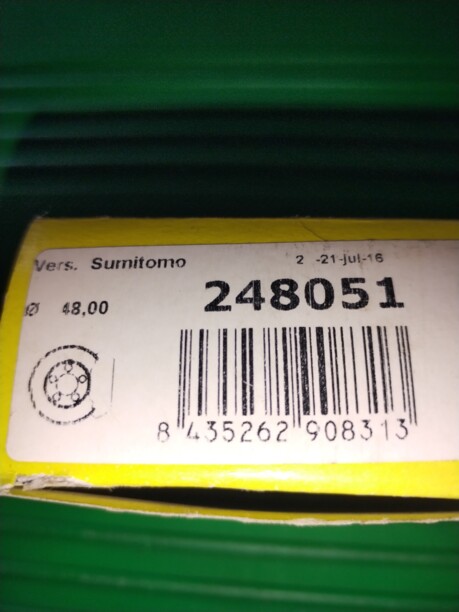 Vers. Sumitomo
2 -21-jul-16
248051
Ø 48,00
8 435262 908313